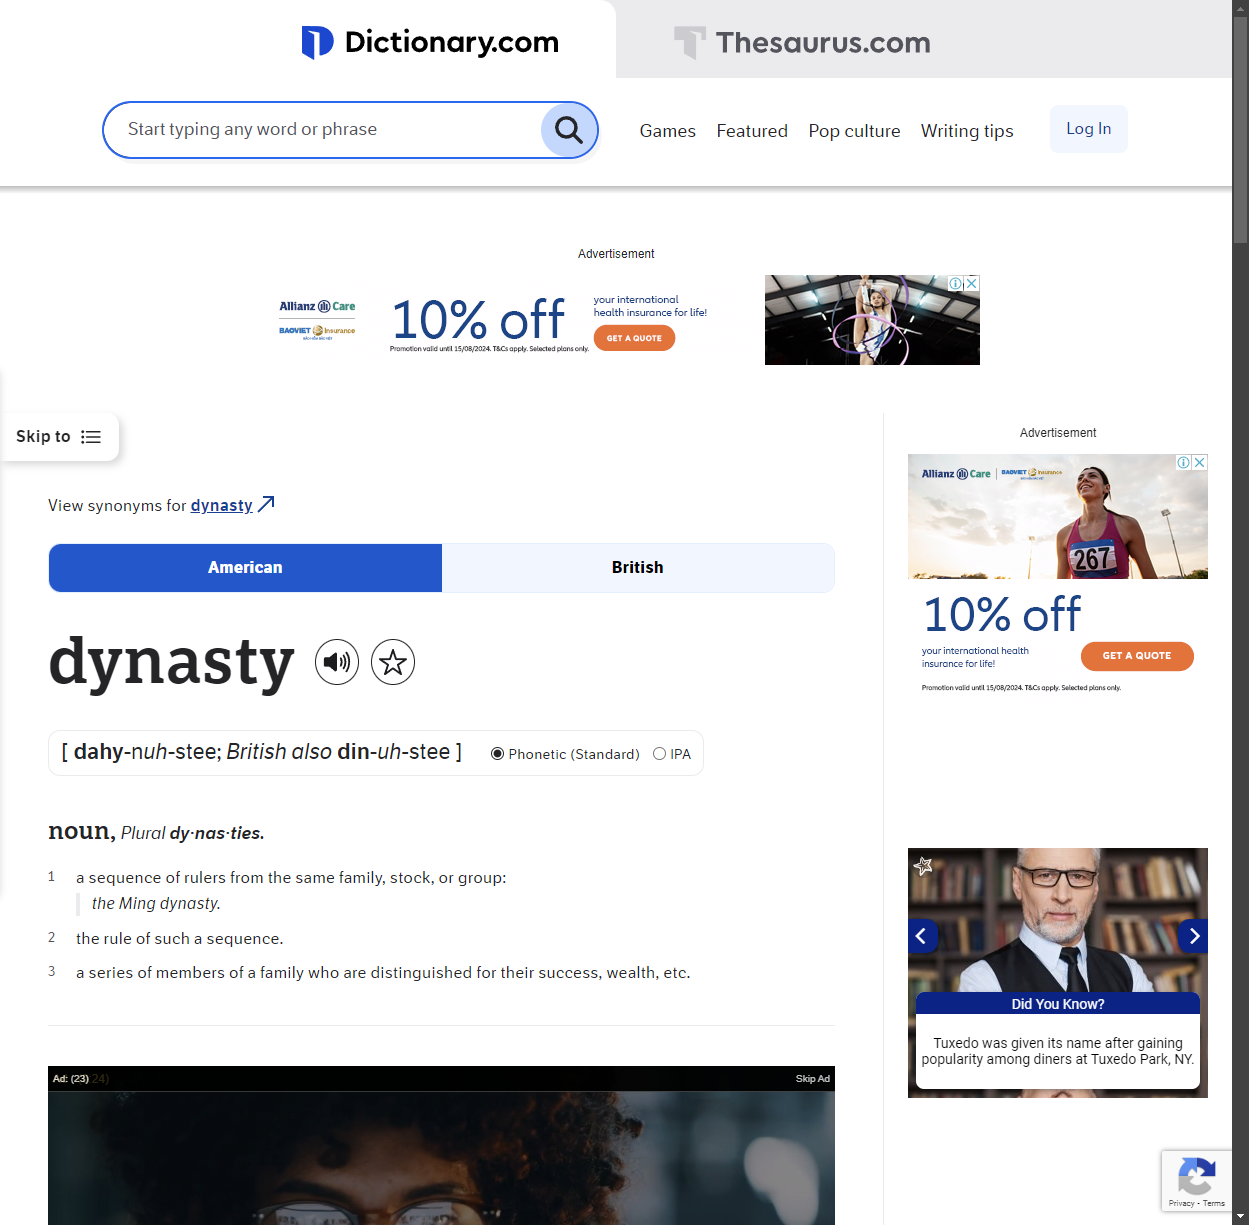 Dictionary.com
Thesaurus.com
Start typing any word or phrase
Games
Featured
Pop culture
Writing tips
Log In
Advertisement
Allianz Care
BAOVIET Insurance
10% off
Promotion valid until 15/08/2024. T&Cs apply. Selected plans only.
your international
health insurance for life!
GET A QUOTE
Skip to
View synonyms for dynasty
American
British
dynasty
[ dahy-nuh-stee; British also din-uh-stee ]
Phonetic (Standard)
IPA
noun, Plural dy·nas·ties.
1 a sequence of rulers from the same family, stock, or group:
the Ming dynasty.
2 the rule of such a sequence.
3 a series of members of a family who are distinguished for their success, wealth, etc.
Ad: (23)
Skip Ad
Advertisement
Allianz Care
BAOVIET Insurance
267
10% off
your international health
insurance for life!
GET A QUOTE
Promotion valid until 15/08/2024. T&Cs apply. Selected plans only.
Did You Know?
Tuxedo was given its name after gaining
popularity among diners at Tuxedo Park, NY.
Privacy - Terms